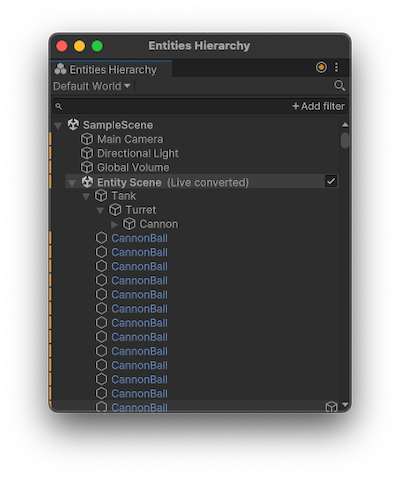 Entities Hierarchy
Entities Hierarchy
Default World
+ Add filter
SampleScene
Main Camera
Directional Light
Global Volume
Entity Scene (Live converted)
Tank
Turret
Cannon
CannonBall
CannonBall
CannonBall
CannonBall
CannonBall
CannonBall
CannonBall
CannonBall
CannonBall
CannonBall
CannonBall
CannonBall
CannonBall